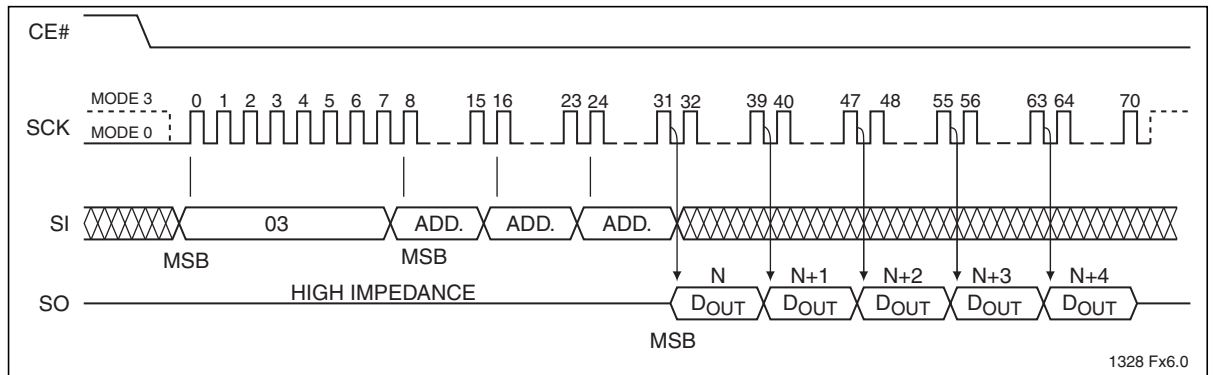 CE#
MODE 3
0 1 2 3 4 5 6 7 8 15 16 23 24 31 32 39 40 47 48 55 56 63 64 70
SCK
MODE 0
SI 03 ADD. ADD. ADD.
MSB MSB
N N+1 N+2 N+3 N+4
HIGH IMPEDANCE
SO DOUT DOUT DOUT DOUT DOUT
MSB
1328 Fx6.0